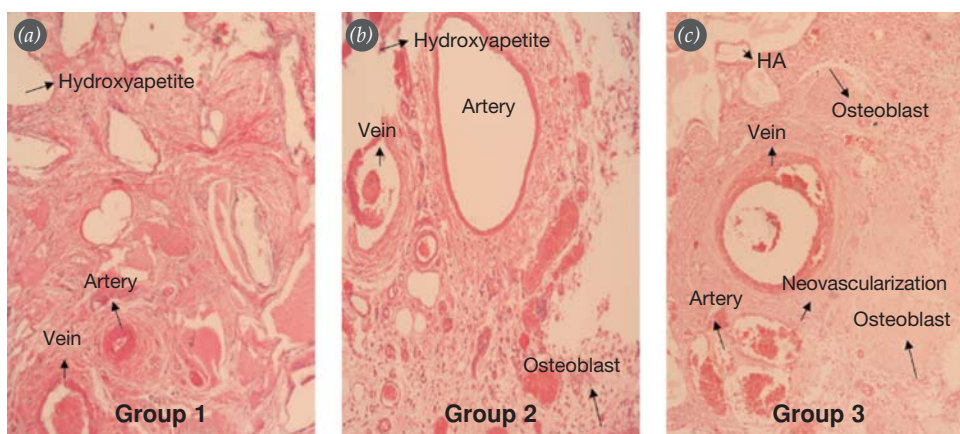 (a)
Hydroxyapetite
Artery
Vein
Group 1
(b)
Hydroxyapetite
Artery
Vein
Osteoblast
Group 2
(c)
HA
Osteoblast
Vein
Neovascularization
Artery
Osteoblast
Group 3